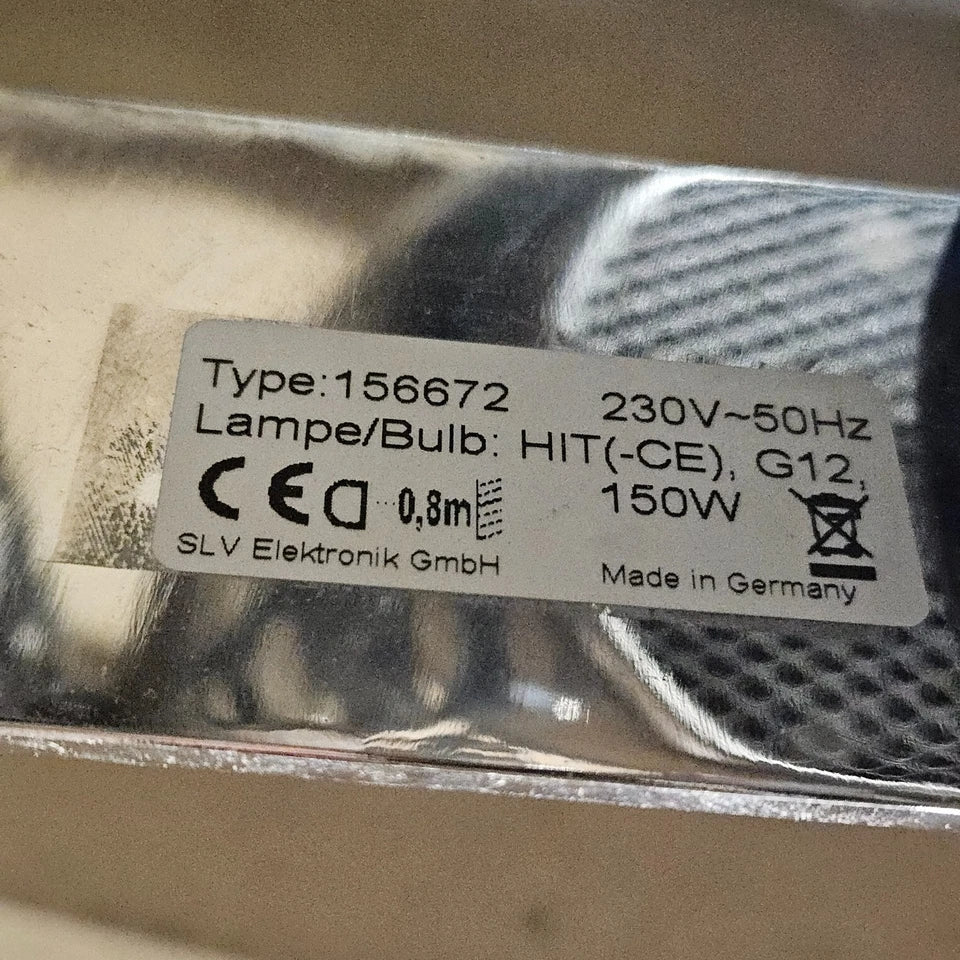 Type:156672 230V~50Hz
Lampe/Bulb: HIT(-CE), G12,
150W
CE 0,8m
SLV Elektronik GmbH
Made in Germany